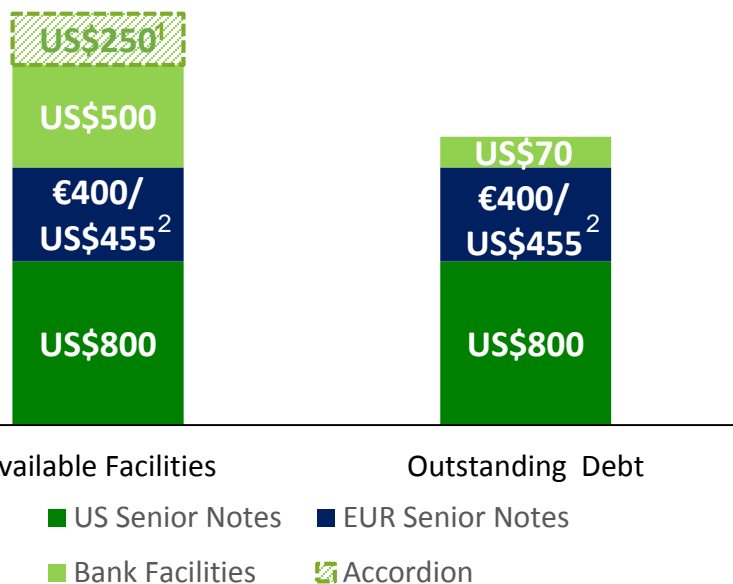 US$250¹
US$500
€400/
US$455²
US$800
US$70
€400/
US$455²
US$800
vailable Facilities
Outstanding Debt
US Senior Notes
EUR Senior Notes
Bank Facilities
Accordion